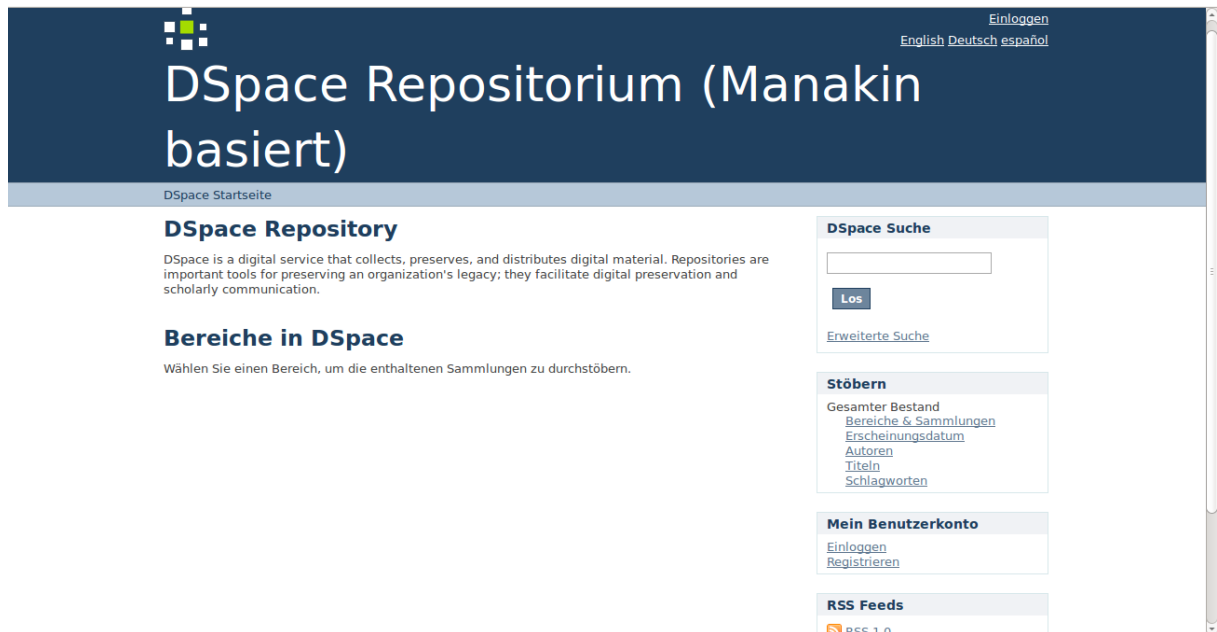 Einloggen
English Deutsch español
DSpace Repositorium (Manakin
basiert)
DSpace Startseite
DSpace Repository
DSpace is a digital service that collects, preserves, and distributes digital material. Repositories are
important tools for preserving an organization's legacy; they facilitate digital preservation and
scholarly communication.
Bereiche in DSpace
Wählen Sie einen Bereich, um die enthaltenen Sammlungen zu durchstöbern.
DSpace Suche
Los
Erweiterte Suche
Stöbern
Gesamter Bestand
Bereiche & Sammlungen
Erscheinungsdatum
Autoren
Titeln
Schlagworten
Mein Benutzerkonto
Einloggen
Registrieren
RSS Feeds
RSS 1.0